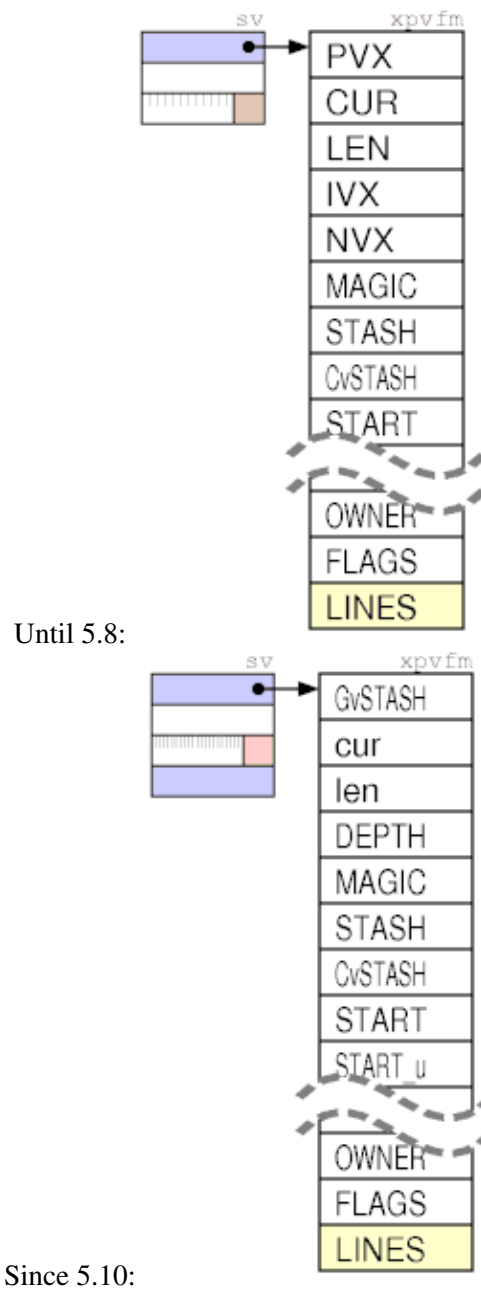 sv xpvfm
PVX
CUR
LEN
IVX
NVX
MAGIC
STASH
CvSTASH
START
OWNER
FLAGS
LINES
Until 5.8:
sv xpvfm
GvSTASH
cur
len
DEPTH
MAGIC
STASH
CvSTASH
START
START_u
OWNER
FLAGS
LINES
Since 5.10: